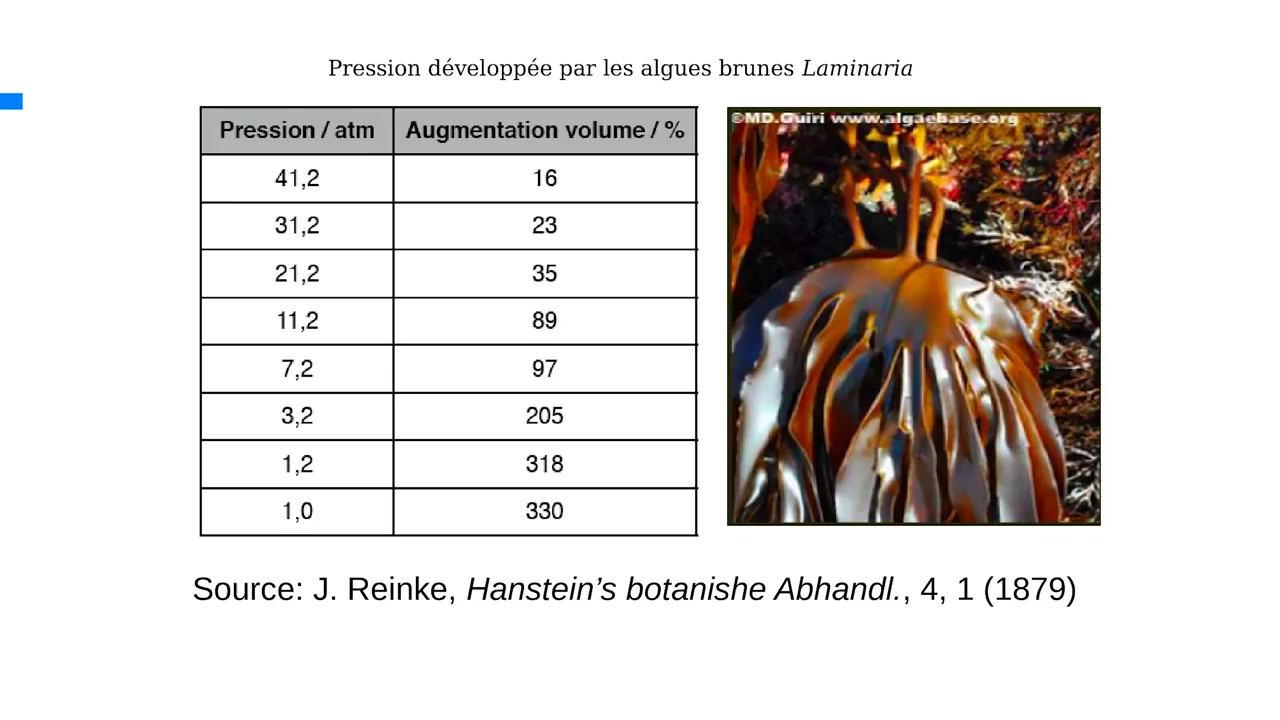 Pression développée par les algues brunes Laminaria
©MD.Guiri www.algaebase.org
Pression / atm Augmentation volume / %
41,2 16
31,2 23
21,2 35
11,2 89
7,2 97
3,2 205
1,2 318
1,0 330
Source: J. Reinke, Hanstein's botanishe Abhandl., 4, 1 (1879)